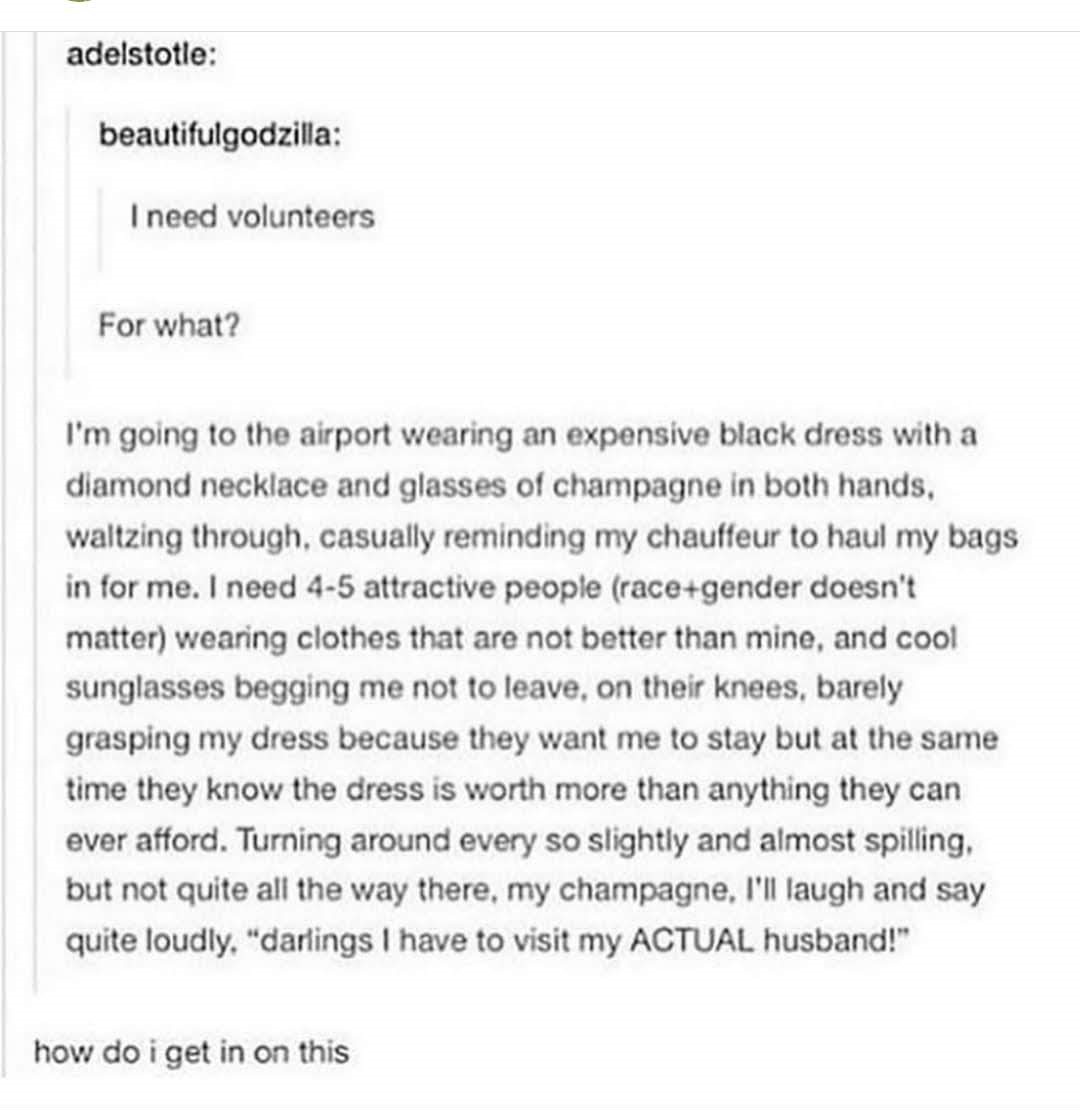 adelstotle:
beautifulgodzilla:
I need volunteers
For what?
I'm going to the airport wearing an expensive black dress with a
diamond necklace and glasses of champagne in both hands,
waltzing through, casually reminding my chauffeur to haul my bags
in for me. I need 4-5 attractive people (race+gender doesn't
matter) wearing clothes that are not better than mine, and cool
sunglasses begging me not to leave, on their knees, barely
grasping my dress because they want me to stay but at the same
time they know the dress is worth more than anything they can
ever afford. Turning around every so slightly and almost spilling,
but not quite all the way there, my champagne, I'll laugh and say
quite loudly, “darlings I have to visit my ACTUAL husband!”
how do i get in on this